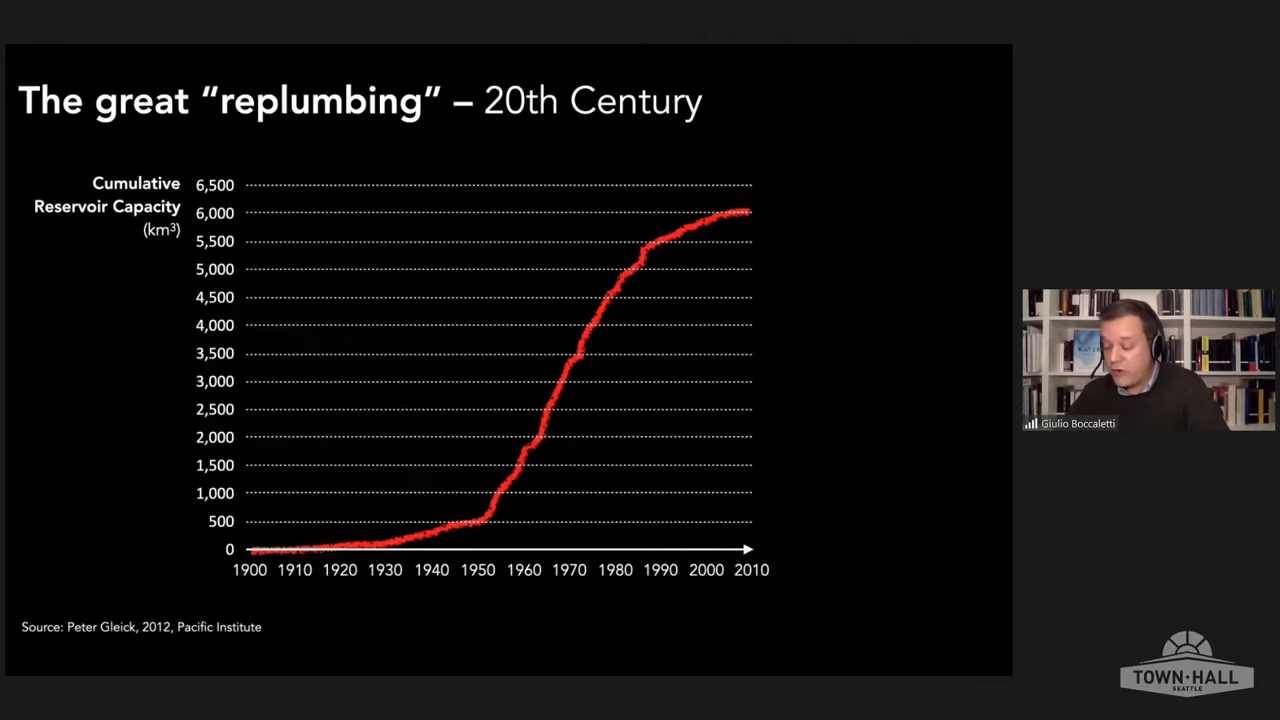 The great “replumbing” – 20th Century
Cumulative
Reservoir Capacity
(km³)
6,500
6,000
5,500
5,000
4,500
4,000
3,500
3,000
2,500
2,000
1,500
1,000
500
0
1900 1910 1920 1930 1940 1950 1960 1970 1980 1990 2000 2010
Source: Peter Gleick, 2012, Pacific Institute
WATER
Giulio Boccaletti
TOWN·HALL
SEATTLE